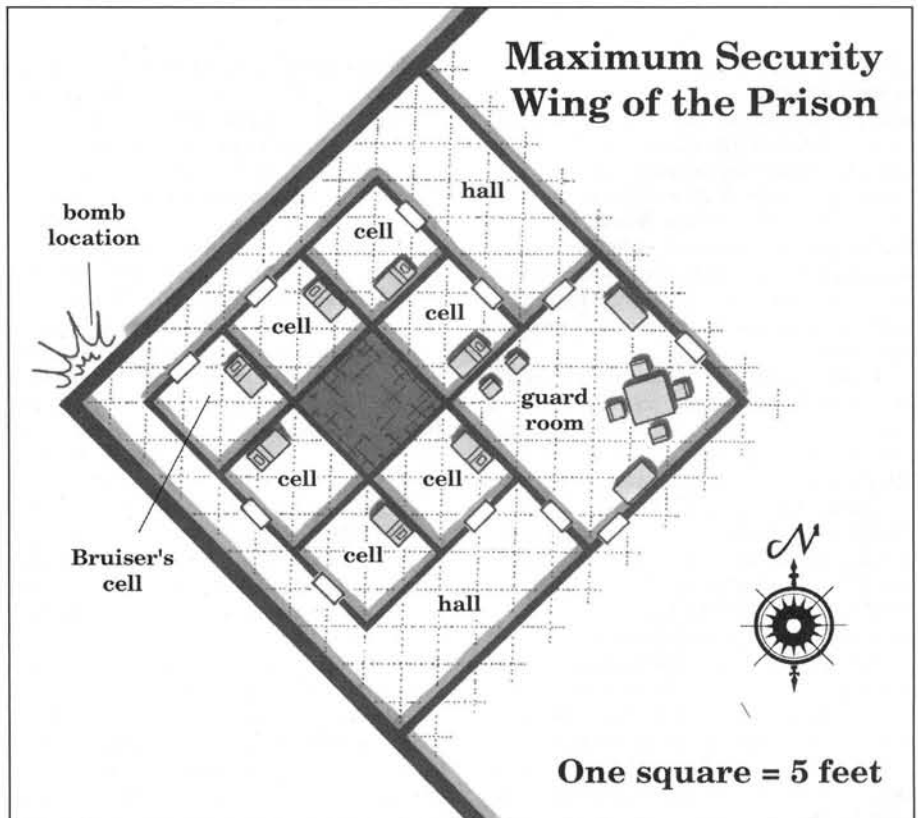 Maximum Security
Wing of the Prison
hall
bomb
location
cell
cell
cell
guard
room
cell
cell
Bruiser's
cell
cell
hall
N
One square = 5 feet